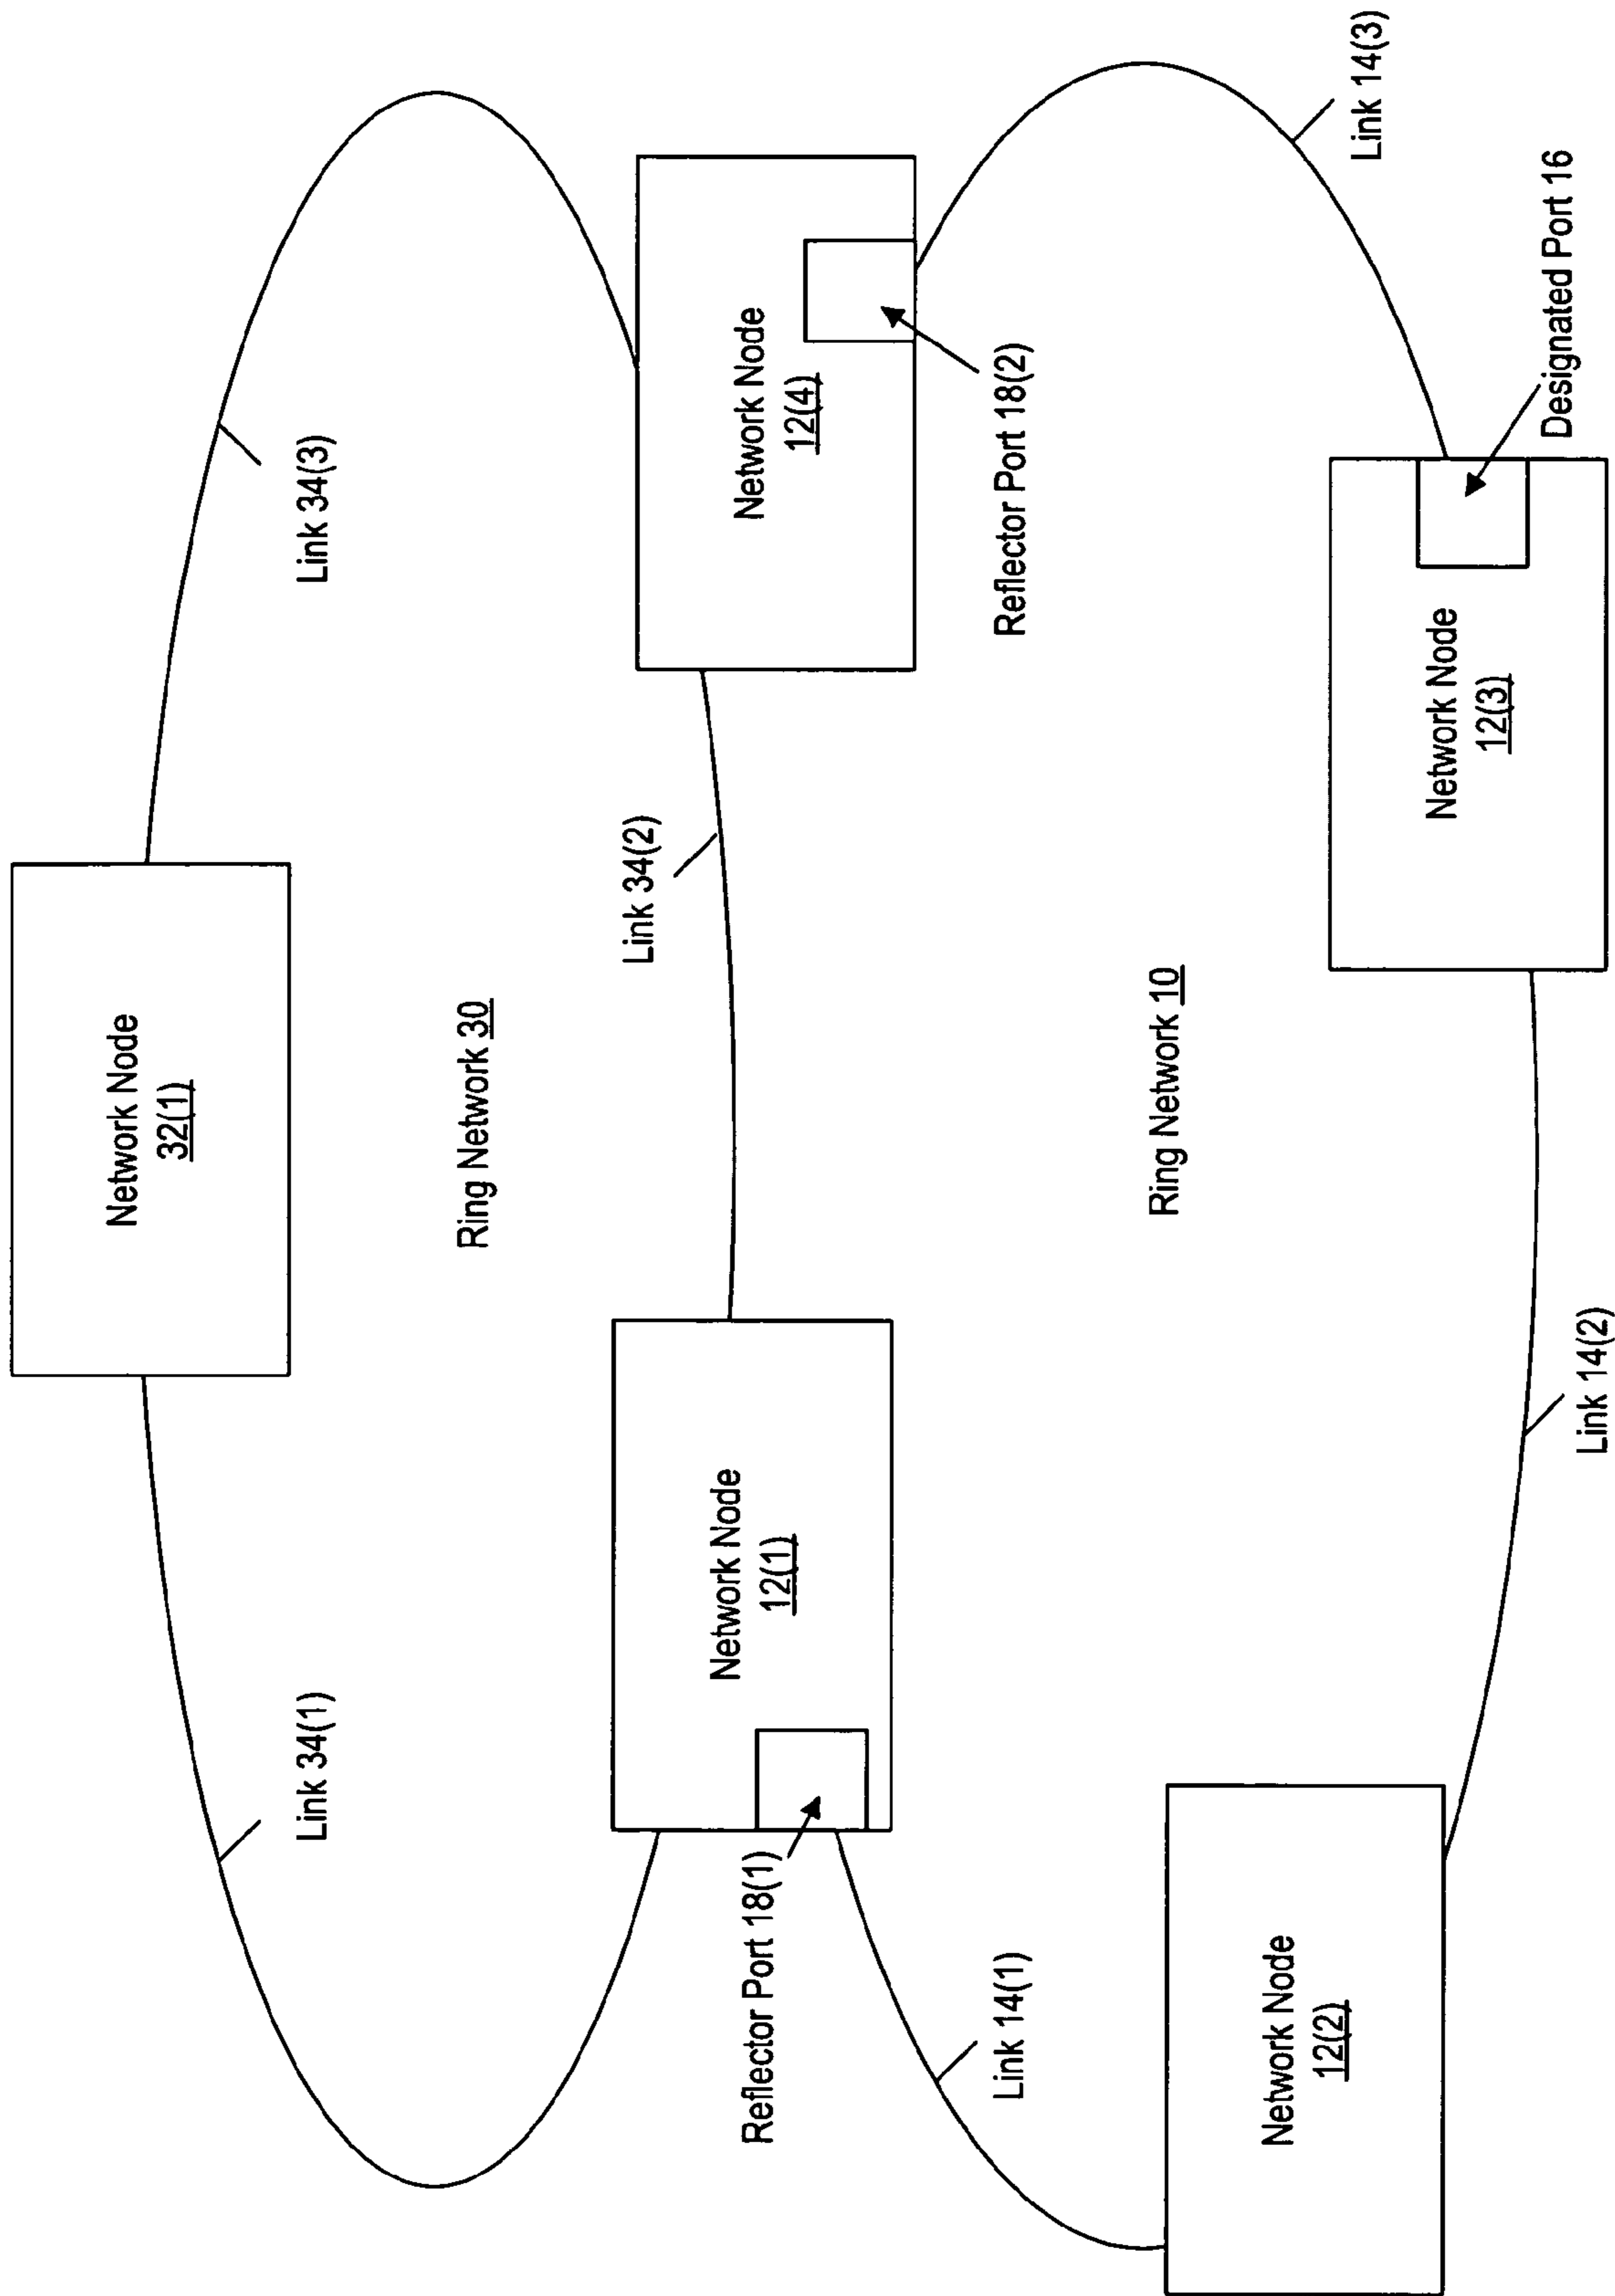 Network Node
32(1)
Link 34(1)
Link 34(3)
Ring Network 30
Link 34(2)
Network Node
12(1)
Network Node
12(4)
Reflector Port 18(1)
Reflector Port 18(2)
Link 14(1)
Ring Network 10
Link 14(3)
Network Node
12(2)
Network Node
12(3)
Designated Port 16
Link 14(2)